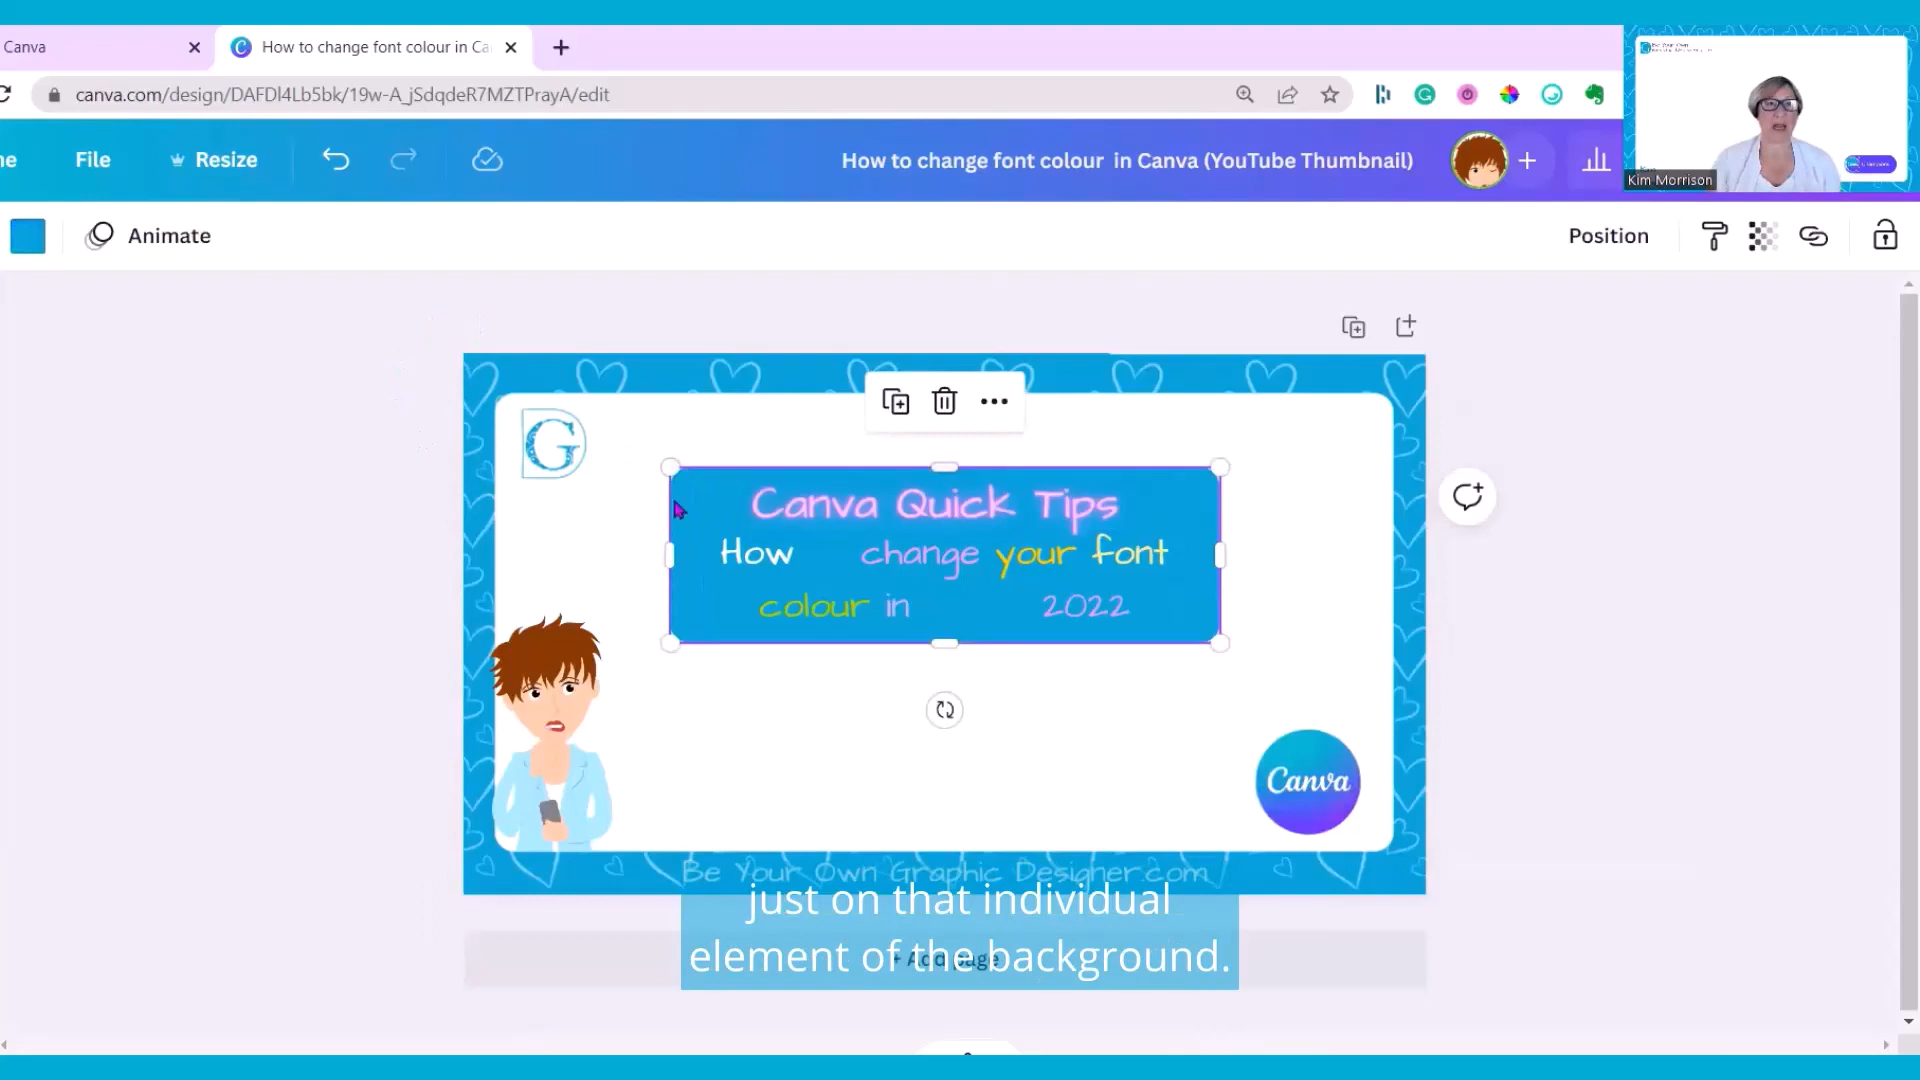 Canva
How to change font colour in Ca
canva.com/design/DAFDl4Lb5bk/19w-A_jSdqdeR7MZTPrayA/edit
File
Resize
How to change font colour in Canva (YouTube Thumbnail)
Kim Morrison
Animate
Position
G
Canva Quick Tips
How change your font
colour in 2022
Canva
Be Your Own Graphic Designer.com
just on that individual
element of the background.
+ Add page